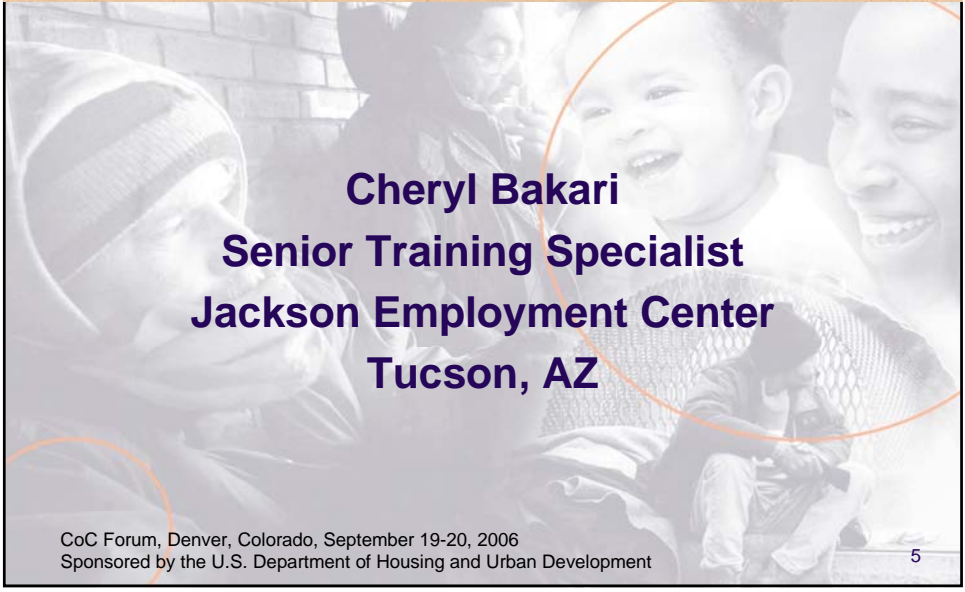 Cheryl Bakari
Senior Training Specialist
Jackson Employment Center
Tucson, AZ
CoC Forum, Denver, Colorado, September 19-20, 2006
Sponsored by the U.S. Department of Housing and Urban Development
5